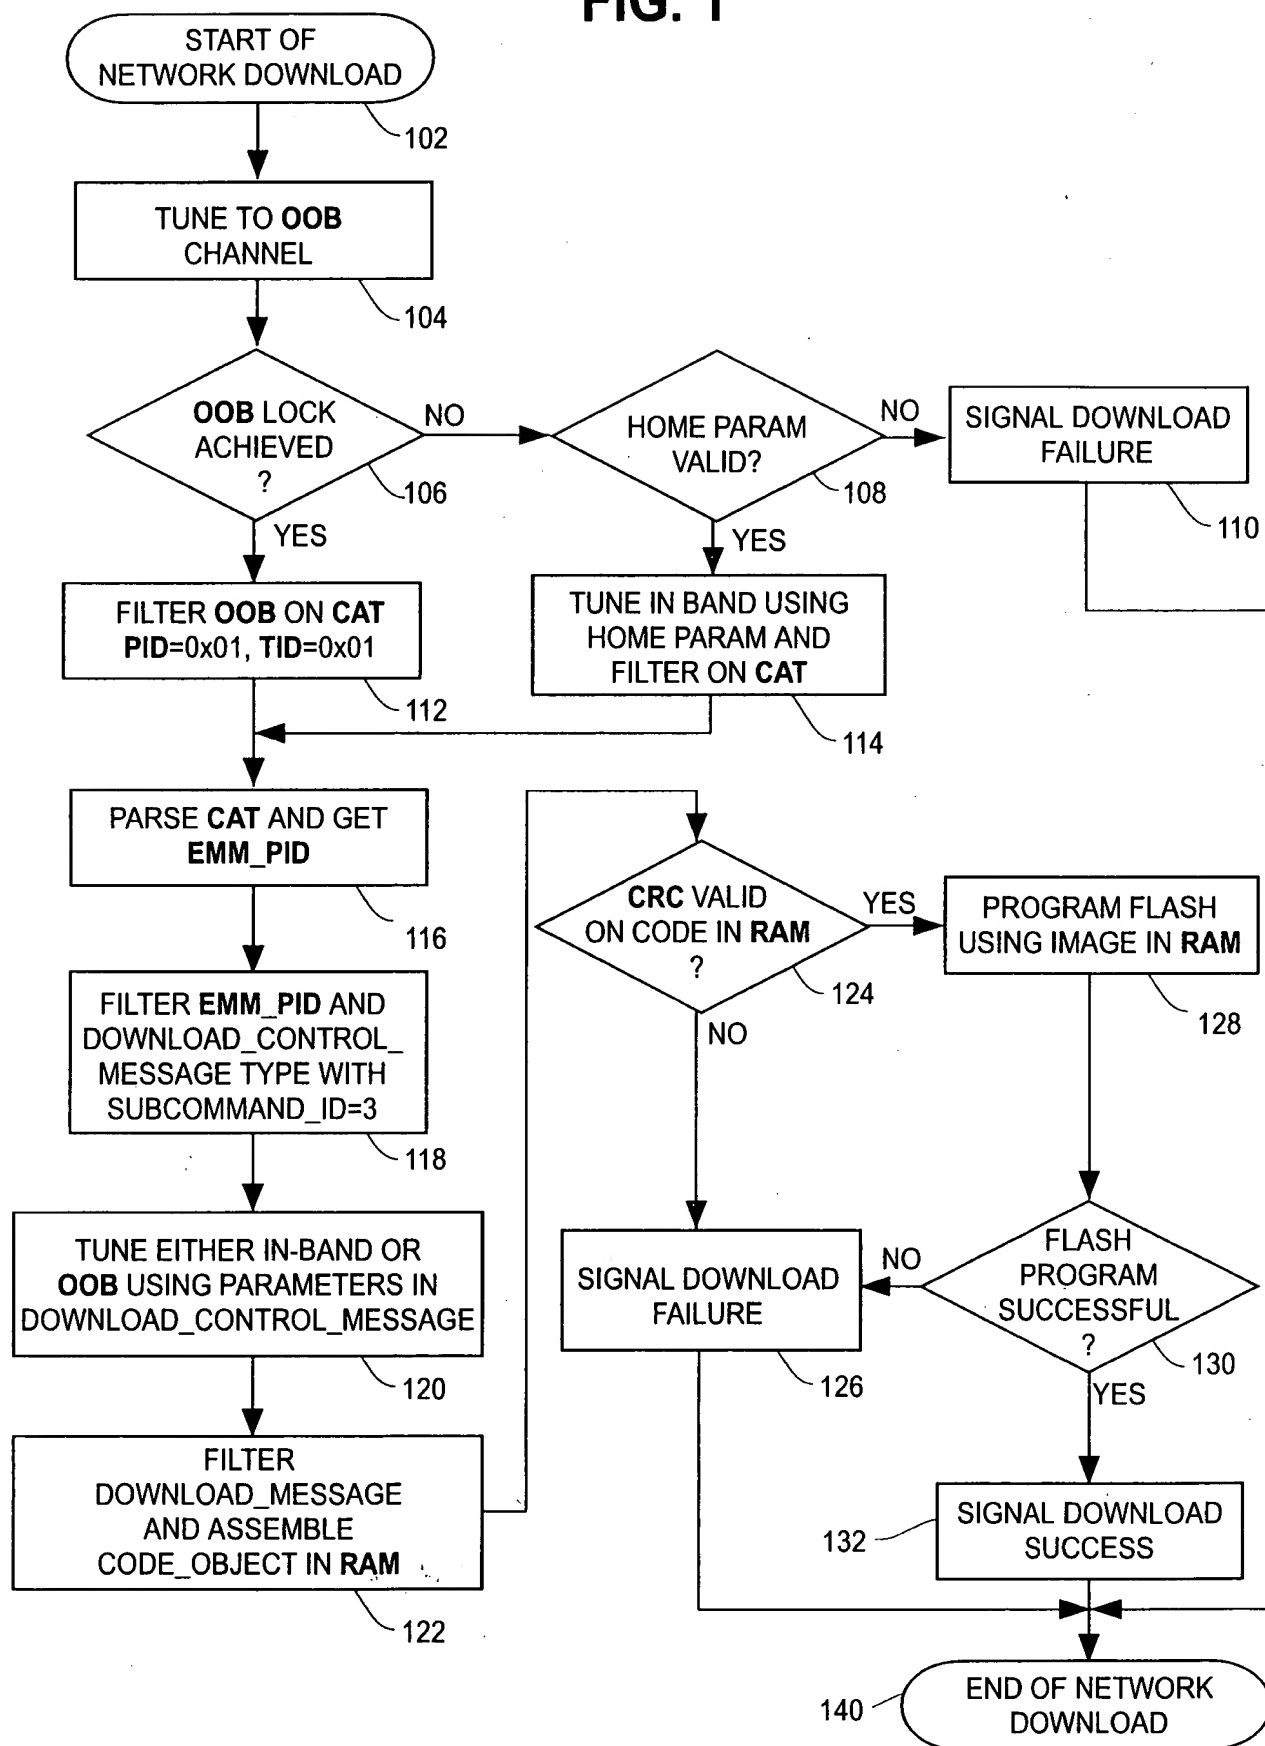 FIG. 1
START OF
NETWORK DOWNLOAD
102
TUNE TO OOB
CHANNEL
104
OOB LOCK
ACHIEVED
?
106
NO
YES
HOME PARAM
VALID?
108
NO
YES
SIGNAL DOWNLOAD
FAILURE
110
FILTER OOB ON CAT
PID=0x01, TID=0x01
112
TUNE IN BAND USING
HOME PARAM AND
FILTER ON CAT
114
PARSE CAT AND GET
EMM_PID
116
FILTER EMM_PID AND
DOWNLOAD_CONTROL_
MESSAGE TYPE WITH
SUBCOMMAND_ID=3
118
TUNE EITHER IN-BAND OR
OOB USING PARAMETERS IN
DOWNLOAD_CONTROL_MESSAGE
120
FILTER
DOWNLOAD_MESSAGE
AND ASSEMBLE
CODE_OBJECT IN RAM
122
CRC VALID
ON CODE IN RAM
?
124
YES
NO
PROGRAM FLASH
USING IMAGE IN RAM
128
SIGNAL DOWNLOAD
FAILURE
126
FLASH
PROGRAM
SUCCESSFUL
?
130
NO
YES
SIGNAL DOWNLOAD
SUCCESS
132
END OF NETWORK
DOWNLOAD
140